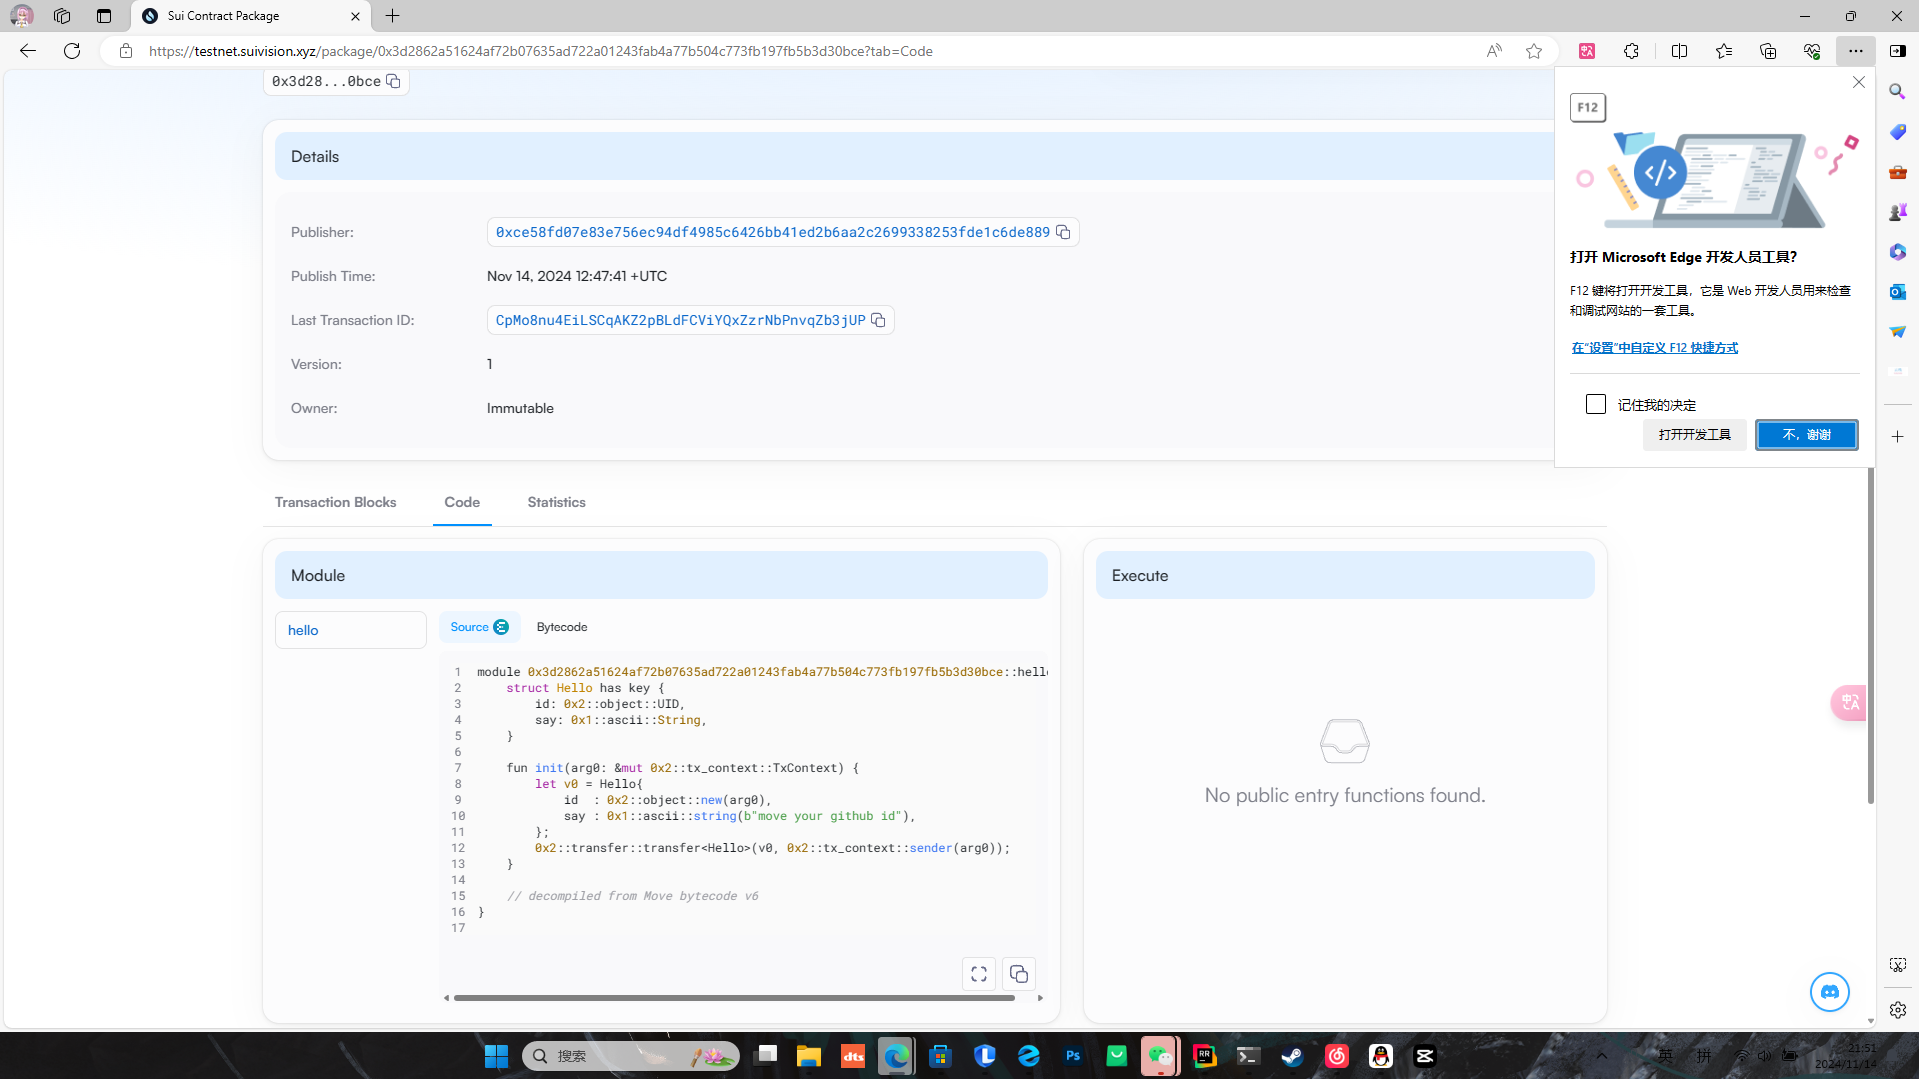 Sui Contract Package
https://testnet.suivision.xyz/package/0x3d2862a51624af72b07635ad722a01243fab4a77b504c773fb197fb5b3d30bce?tab=Code
0x3d28...0bce
F12
Details
Publisher:
0xce58fd07e83e756ec94df4985c6426bb41ed2b6aa2c2699338253fde1c6de889
Publish Time:
Nov 14, 2024 12:47:41 +UTC
Last Transaction ID:
CpMo8nu4EiLSCqAKZ2pBLdFCViYQxZzrNbPnvqZb3jUP
Version:
1
Owner:
Immutable
打开 Microsoft Edge 开发人员工具?
F12 键将打开开发工具，它是 Web 开发人员用来检查
和调试网站的一套工具。
在“设置”中自定义 F12 快捷方式
记住我的决定
打开开发工具
不，谢谢
Transaction Blocks
Code
Statistics
Module
hello
Source
Bytecode
1 module 0x3d2862a51624af72b07635ad722a01243fab4a77b504c773fb197fb5b3d30bce::hello
2 struct Hello has key {
3 id: 0x2::object::UID,
4 say: 0x1::ascii::String,
5 }
6
7 fun init(arg0: &mut 0x2::tx_context::TxContext) {
8 let v0 = Hello{
9 id  : 0x2::object::new(arg0),
10 say : 0x1::ascii::string(b"move your github id"),
11 };
12 0x2::transfer::transfer<Hello>(v0, 0x2::tx_context::sender(arg0));
13 }
14
15 // decompiled from Move bytecode v6
16 }
17
Execute
No public entry functions found.
搜索
dts
Ps
RR
英
拼
21:51
2024/11/14